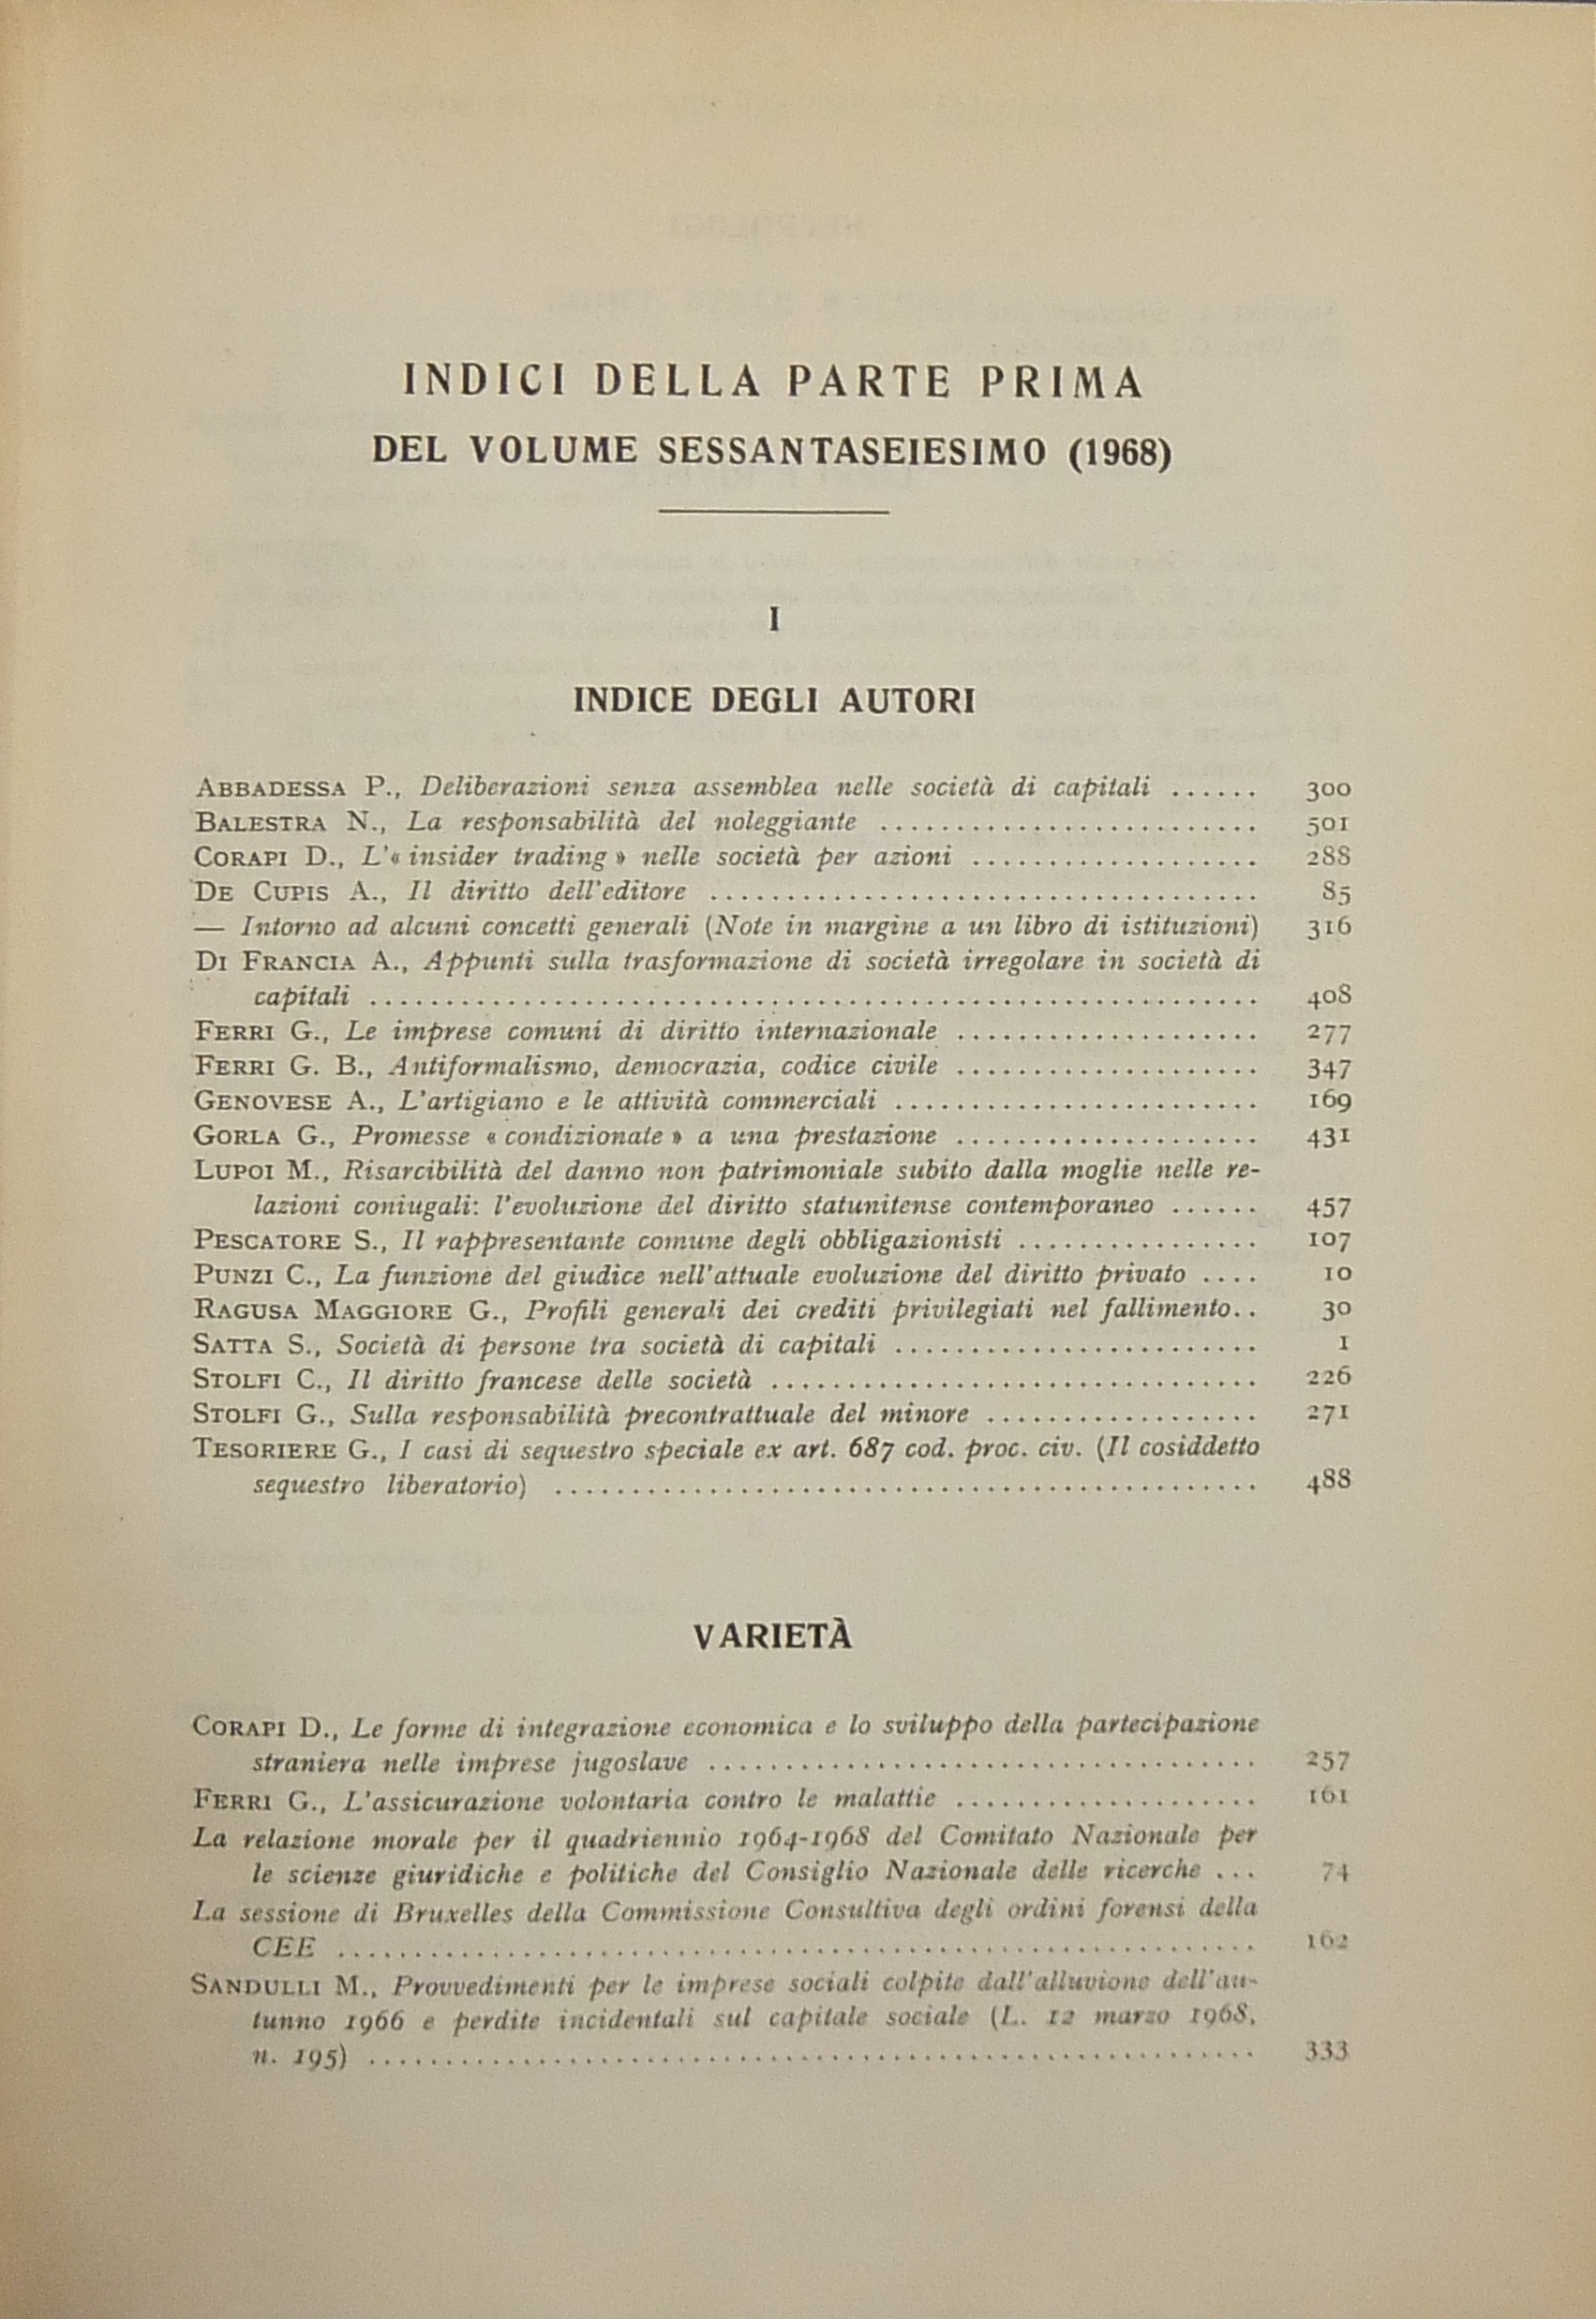 INDICI DELLA PARTE PRIMA
DEL VOLUME SESSANTASEIESIMO (1968)
I
INDICE DEGLI AUTORI
ABBADESSA P., Deliberazioni senza assemblea nelle società di capitali ...... 300
BALESTRA N., La responsabilità del noleggiante ......................... 501
CORAPI D., L'« insider trading » nelle società per azioni ................... 288
DE CUPIS A., Il diritto dell'editore .................................... 85
— Intorno ad alcuni concetti generali (Note in margine a un libro di istituzioni) 316
DI FRANCIA A., Appunti sulla trasformazione di società irregolare in società di
capitali .......................................................... 408
FERRI G., Le imprese comuni di diritto internazionale .................... 277
FERRI G. B., Antiformalismo, democrazia, codice civile .................... 347
GENOVESE A., L'artigiano e le attività commerciali ........................ 169
GORLA G., Promesse « condizionate » a una prestazione .................... 431
LUPOI M., Risarcibilità del danno non patrimoniale subito dalla moglie nelle re-
lazioni coniugali: l'evoluzione del diritto statunitense contemporaneo ...... 457
PESCATORE S., Il rappresentante comune degli obbligazionisti ................ 107
PUNZI C., La funzione del giudice nell'attuale evoluzione del diritto privato .... 10
RAGUSA MAGGIORE G., Profili generali dei crediti privilegiati nel fallimento.. 30
SATTA S., Società di persone tra società di capitali ........................ 1
STOLFI C., Il diritto francese delle società ................................ 226
STOLFI G., Sulla responsabilità precontrattuale del minore .................. 271
TESORIERE G., I casi di sequestro speciale ex art. 687 cod. proc. civ. (Il cosiddetto
sequestro liberatorio) .............................................. 488
VARIETÀ
CORAPI D., Le forme di integrazione economica e lo sviluppo della partecipazione
straniera nelle imprese jugoslave .................................... 257
FERRI G., L'assicurazione volontaria contro le malattie .................... 161
La relazione morale per il quadriennio 1964-1968 del Comitato Nazionale per
le scienze giuridiche e politiche del Consiglio Nazionale delle ricerche ... 74
La sessione di Bruxelles della Commissione Consultiva degli ordini forensi della
CEE ............................................................ 162
SANDULLI M., Provvedimenti per le imprese sociali colpite dall'alluvione dell'au-
tunno 1966 e perdite incidentali sul capitale sociale (L. 12 marzo 1968,
n. 195) .......................................................... 333